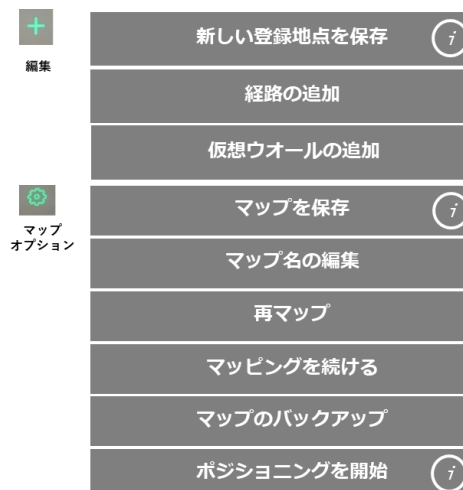 新しい登録地点を保存
i
編集
経路の追加
仮想ウオールの追加
マップを保存
i
マップ
オプション
マップ名の編集
再マップ
マッピングを続ける
マップのバックアップ
ポジショニングを開始
i